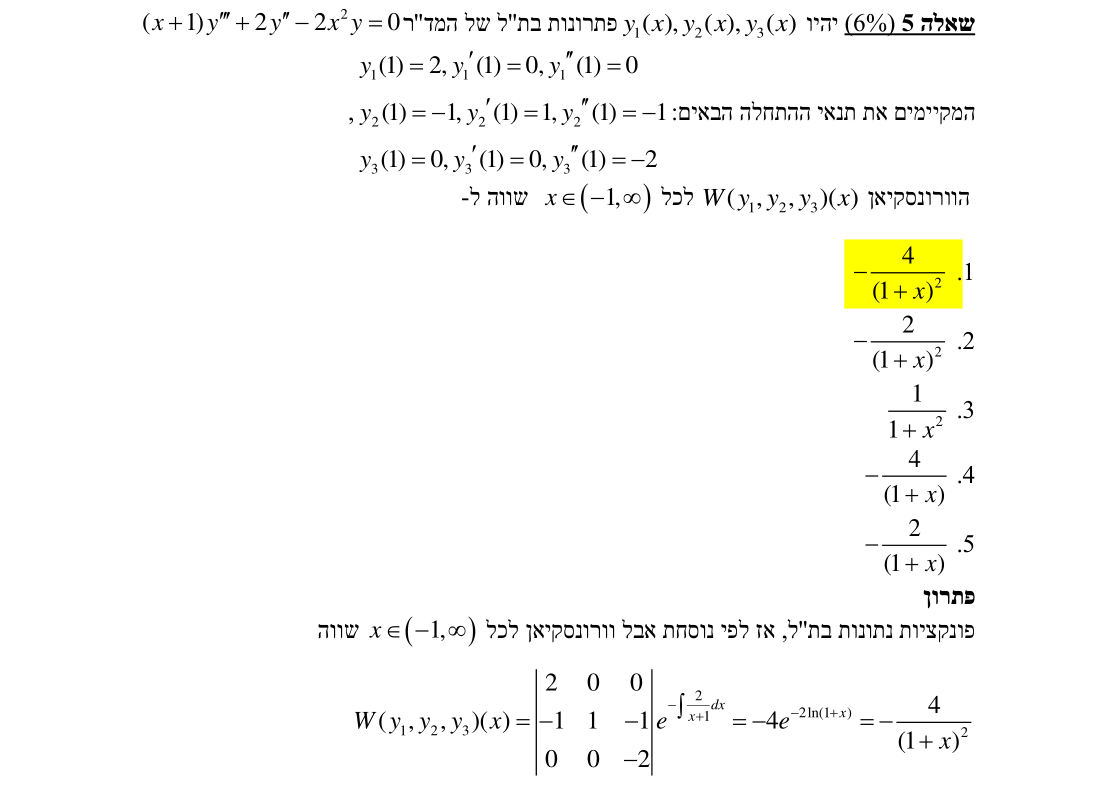 שאלה 5 (6%) יהיו y₁(x), y₂(x), y₃(x) פתרונות בת"ל של המד"ר (x+1)y‴ + 2y″ − 2x²y = 0
y₁(1) = 2, y₁′(1) = 0, y₁″(1) = 0
המקיימים את תנאי ההתחלה הבאים: y₂(1) = −1, y₂′(1) = 1, y₂″(1) = −1 ,
y₃(1) = 0, y₃′(1) = 0, y₃″(1) = −2
הוורונסקיאן W(y₁, y₂, y₃)(x) לכל x ∈ (−1, ∞) שווה ל-
1. −4/(1+x)²
2. −2/(1+x)²
3. 1/(1+x²)
4. −4/(1+x)
5. −2/(1+x)
פתרון
פונקציות נתונות בת"ל, אז לפי נוסחת אבל וורונסקיאן לכל x ∈ (−1, ∞) שווה
W(y₁, y₂, y₃)(x) = |2 0 0; −1 1 −1; 0 0 −2| e^(−∫ 2/(x+1) dx) = −4e^(−2ln(1+x)) = −4/(1+x)²